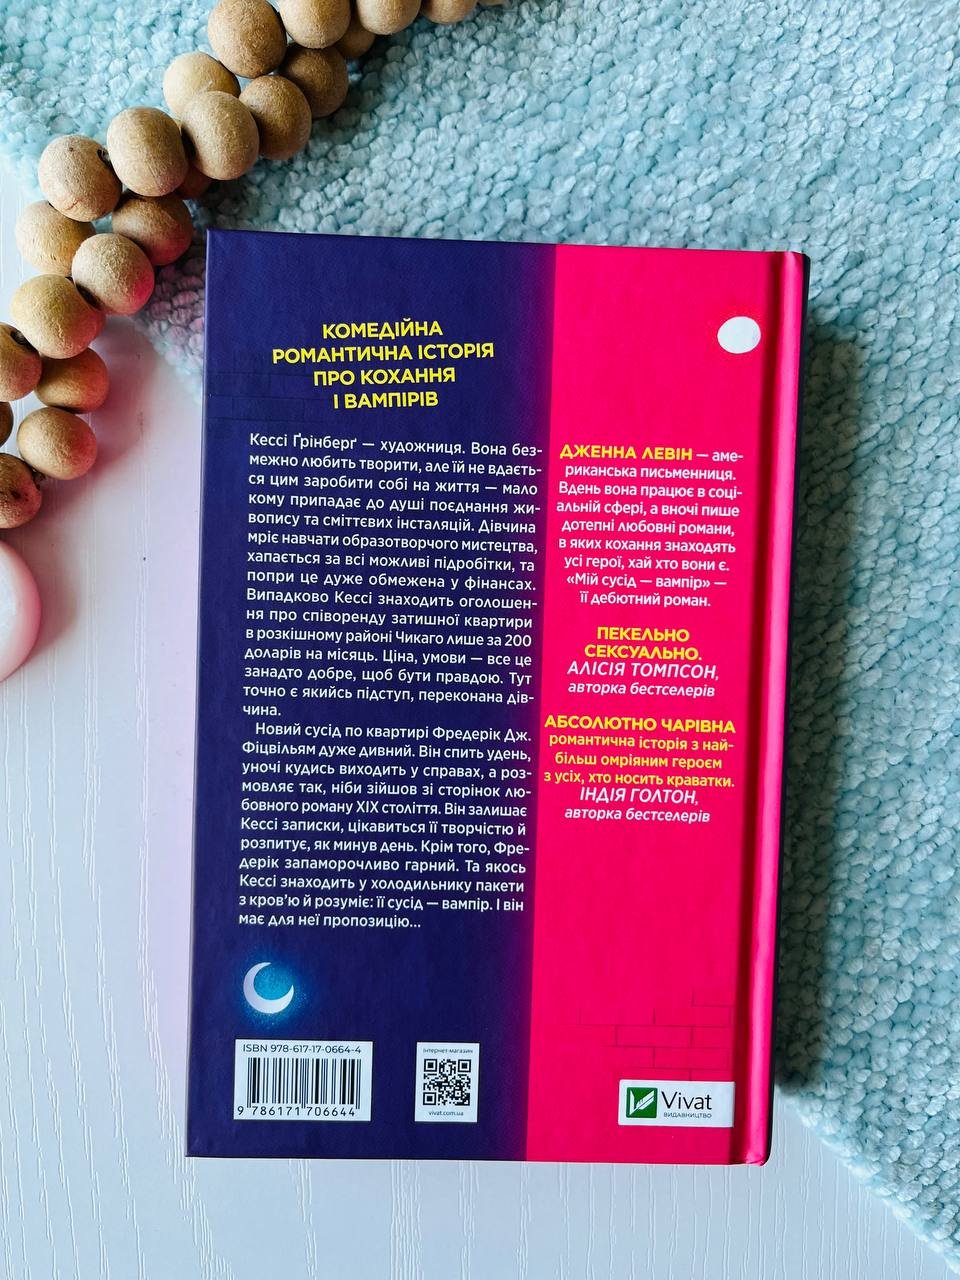 КОМЕДІЙНА
РОМАНТИЧНА ІСТОРІЯ
ПРО КОХАННЯ
І ВАМПІРІВ
Кессі Ґрінберґ — художниця. Вона без-
межно любить творити, але їй не вдаєть-
ся цим заробити собі на життя — мало
кому припадає до душі поєднання жи-
вопису та сміттєвих інсталяцій. Дівчина
мріє навчати образотворчого мистецтва,
хапається за всі можливі підробітки, та
попри це дуже обмежена у фінансах.
Випадково Кессі знаходить оголошен-
ня про співоренду затишної квартири
в розкішному районі Чикаго лише за 200
доларів на місяць. Ціна, умови — все це
занадто добре, щоб бути правдою. Тут
точно є якийсь підступ, переконана дів-
чина.
Новий сусід по квартирі Фредерік Дж.
Фіцвільям дуже дивний. Він спить удень,
уночі кудись виходить у справах, а роз-
мовляє так, ніби зійшов зі сторінок лю-
бовного роману ХІХ століття. Він залишає
Кессі записки, цікавиться її творчістю й
розпитує, як минув день. Крім того, Фре-
дерік запаморочливо гарний. Та якось
Кессі знаходить у холодильнику пакети
з кров’ю й розуміє: її сусід — вампір. І він
має для неї пропозицію...
ISBN 978-617-17-0664-4
9 786171 706644
інтернет-магазин
vivat.com.ua
ДЖЕННА ЛЕВІН — аме-
риканська письменниця.
Вдень вона працює в соці-
альній сфері, а вночі пише
дотепні любовні романи,
в яких кохання знаходять
усі герої, хай хто вони є.
«Мій сусід — вампір» —
її дебютний роман.
ПЕКЕЛЬНО
СЕКСУАЛЬНО.
АЛІСІЯ ТОМПСОН,
авторка бестселерів
АБСОЛЮТНО ЧАРІВНА
романтична історія з най-
більш омріяним героєм
з усіх, хто носить краватки.
ІНДІЯ ГОЛТОН,
авторка бестселерів
Vivat
ВИДАВНИЦТВО